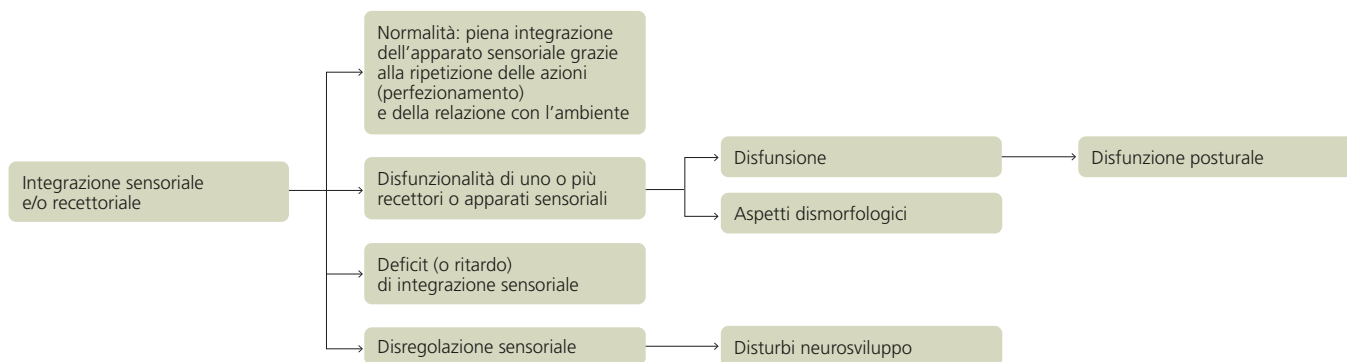 Normalità: piena integrazione
dell'apparato sensoriale grazie
alla ripetizione delle azioni
(perfezionamento)
e della relazione con l'ambiente
Integrazione sensoriale
e/o recettoriale
Disfunzionalità di uno o più
recettori o apparati sensoriali
Disfunsione
Disfunzione posturale
Aspetti dismorfologici
Deficit (o ritardo)
di integrazione sensoriale
Disregolazione sensoriale
Disturbi neurosviluppo